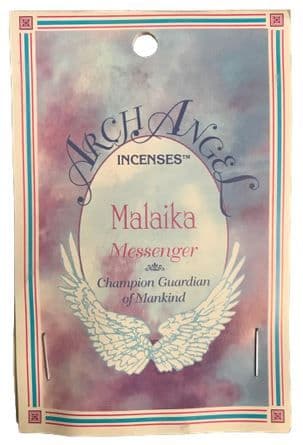 ARCHANGEL
INCENSES™
Malaika
Messenger
Champion Guardian
of Mankind